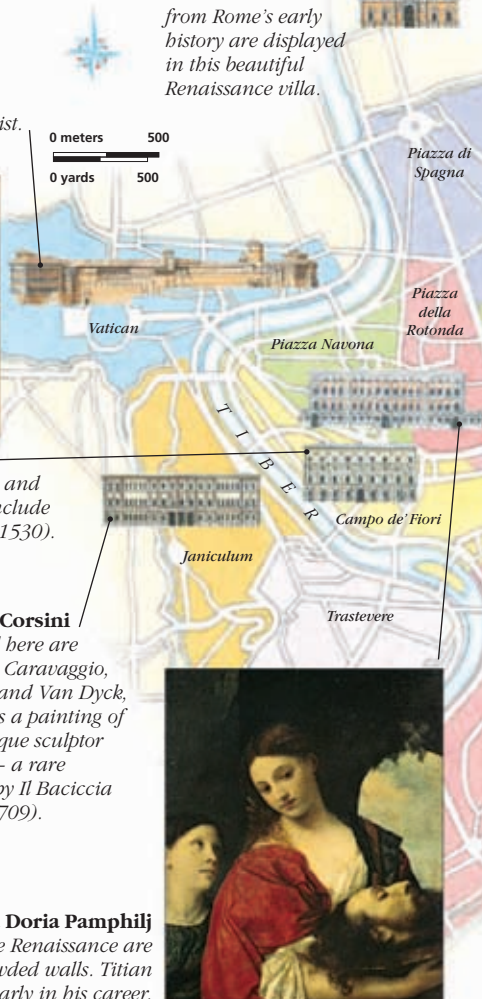 from Rome's early
history are displayed
in this beautiful
Renaissance villa.
ist.
0 meters 500
0 yards 500
Piazza di
Spagna
Piazza
della
Rotonda
Vatican
Piazza Navona
TIBER
and
clude
1530).
Campo de' Fiori
Janiculum
Trastevere
Corsini
here are
Caravaggio,
and Van Dyck,
s a painting of
que sculptor
– a rare
by Il Baciccia
709).
Doria Pamphilj
e Renaissance are
wded walls. Titian
arly in his career.